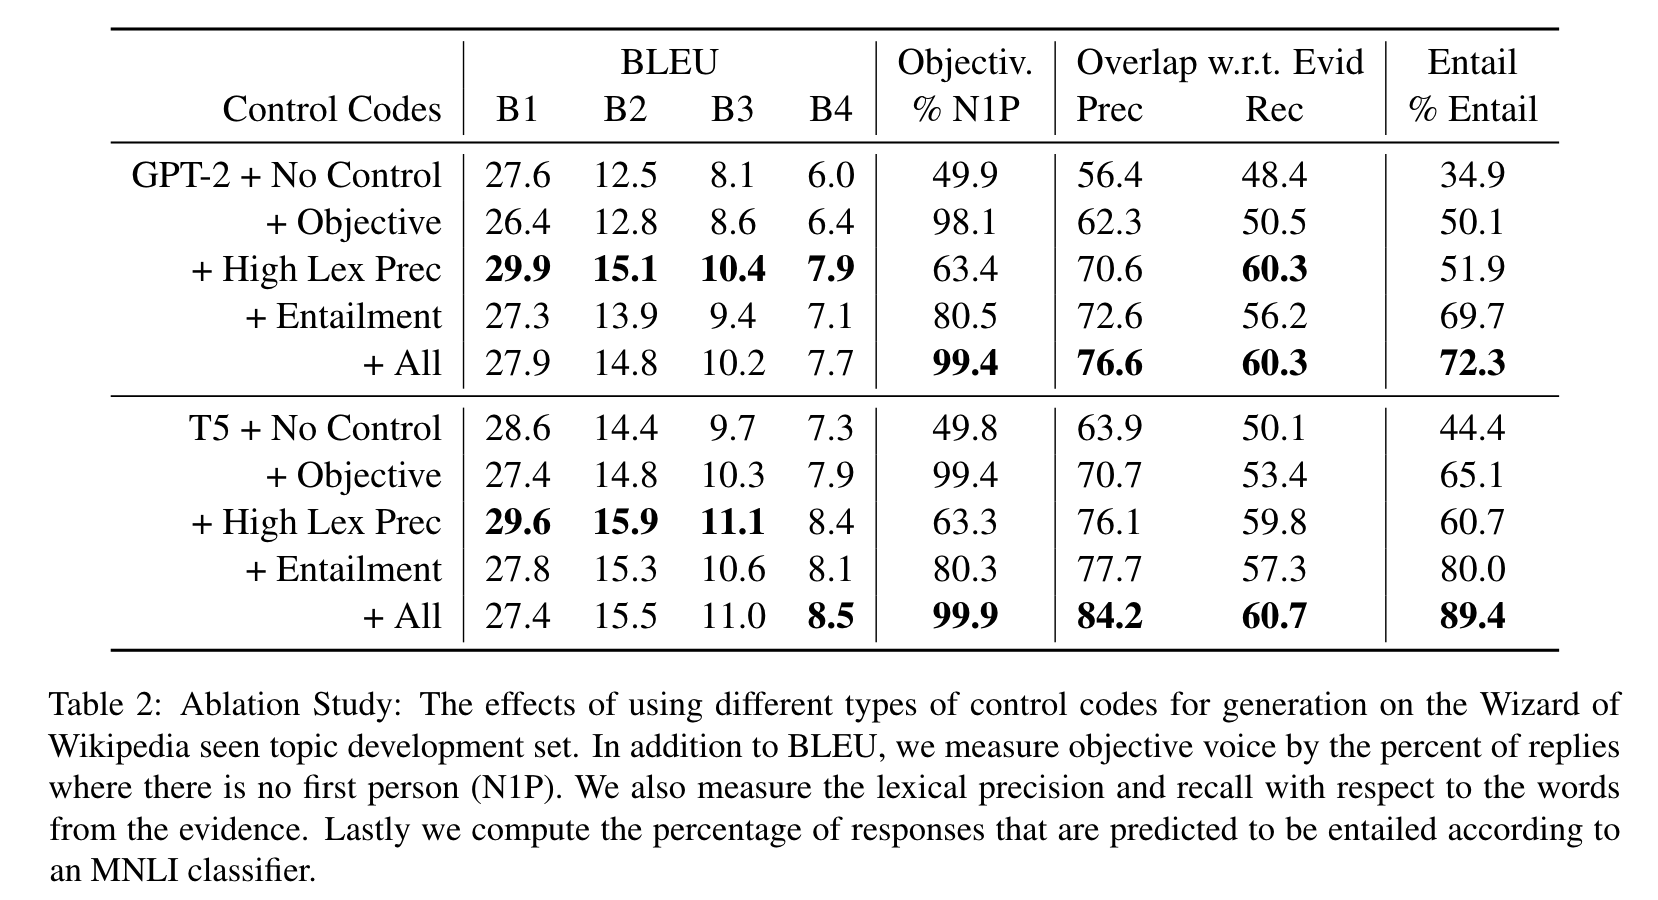 BLEU Objectiv. Overlap w.r.t. Evid Entail
Control Codes B1 B2 B3 B4 % N1P Prec Rec % Entail
GPT-2 + No Control 27.6 12.5 8.1 6.0 49.9 56.4 48.4 34.9
+ Objective 26.4 12.8 8.6 6.4 98.1 62.3 50.5 50.1
+ High Lex Prec 29.9 15.1 10.4 7.9 63.4 70.6 60.3 51.9
+ Entailment 27.3 13.9 9.4 7.1 80.5 72.6 56.2 69.7
+ All 27.9 14.8 10.2 7.7 99.4 76.6 60.3 72.3
T5 + No Control 28.6 14.4 9.7 7.3 49.8 63.9 50.1 44.4
+ Objective 27.4 14.8 10.3 7.9 99.4 70.7 53.4 65.1
+ High Lex Prec 29.6 15.9 11.1 8.4 63.3 76.1 59.8 60.7
+ Entailment 27.8 15.3 10.6 8.1 80.3 77.7 57.3 80.0
+ All 27.4 15.5 11.0 8.5 99.9 84.2 60.7 89.4
Table 2: Ablation Study: The effects of using different types of control codes for generation on the Wizard of
Wikipedia seen topic development set. In addition to BLEU, we measure objective voice by the percent of replies
where there is no first person (N1P). We also measure the lexical precision and recall with respect to the words
from the evidence. Lastly we compute the percentage of responses that are predicted to be entailed according to
an MNLI classifier.